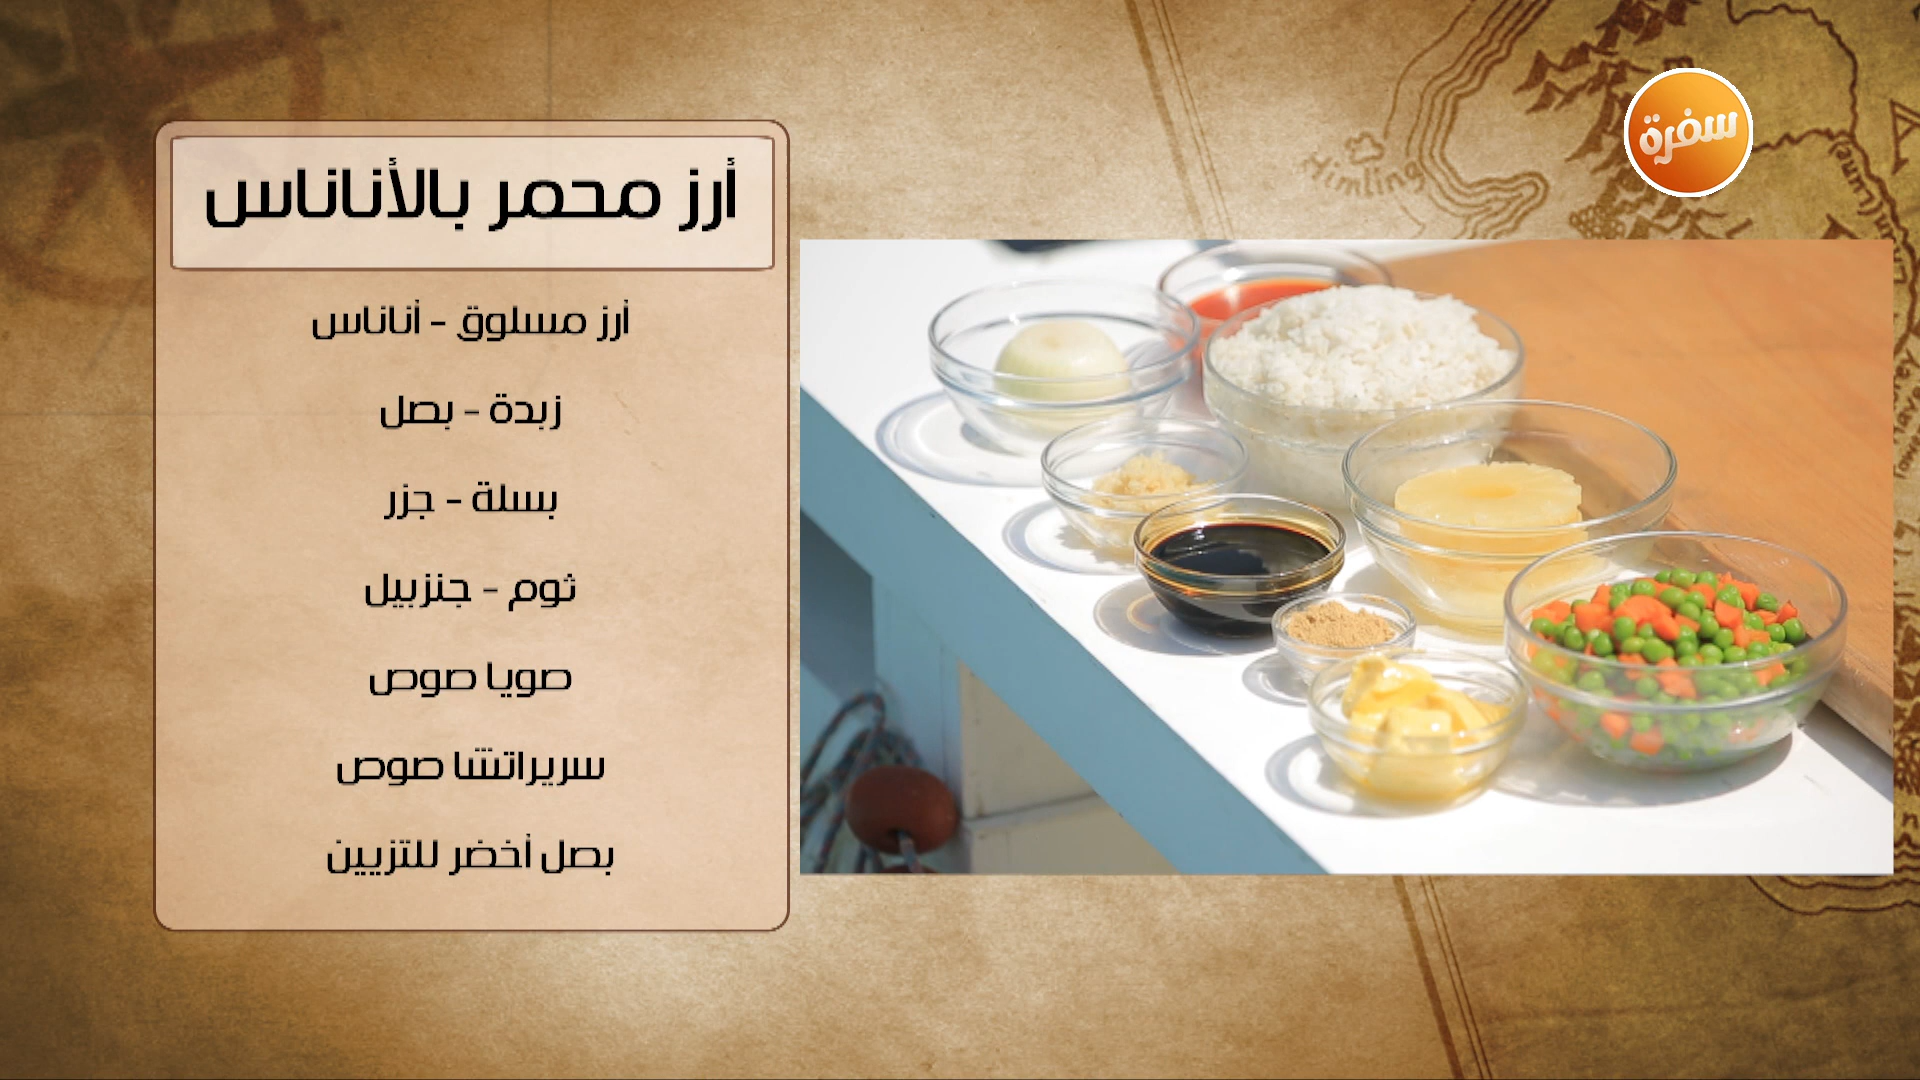 سفرة
أرز محمر بالأناناس
أرز مسلوق - أناناس
زبدة - بصل
بسلة - جزر
ثوم - جنزبيل
صويا صوص
سريراتشا صوص
بصل أخضر للتزيين
Himling